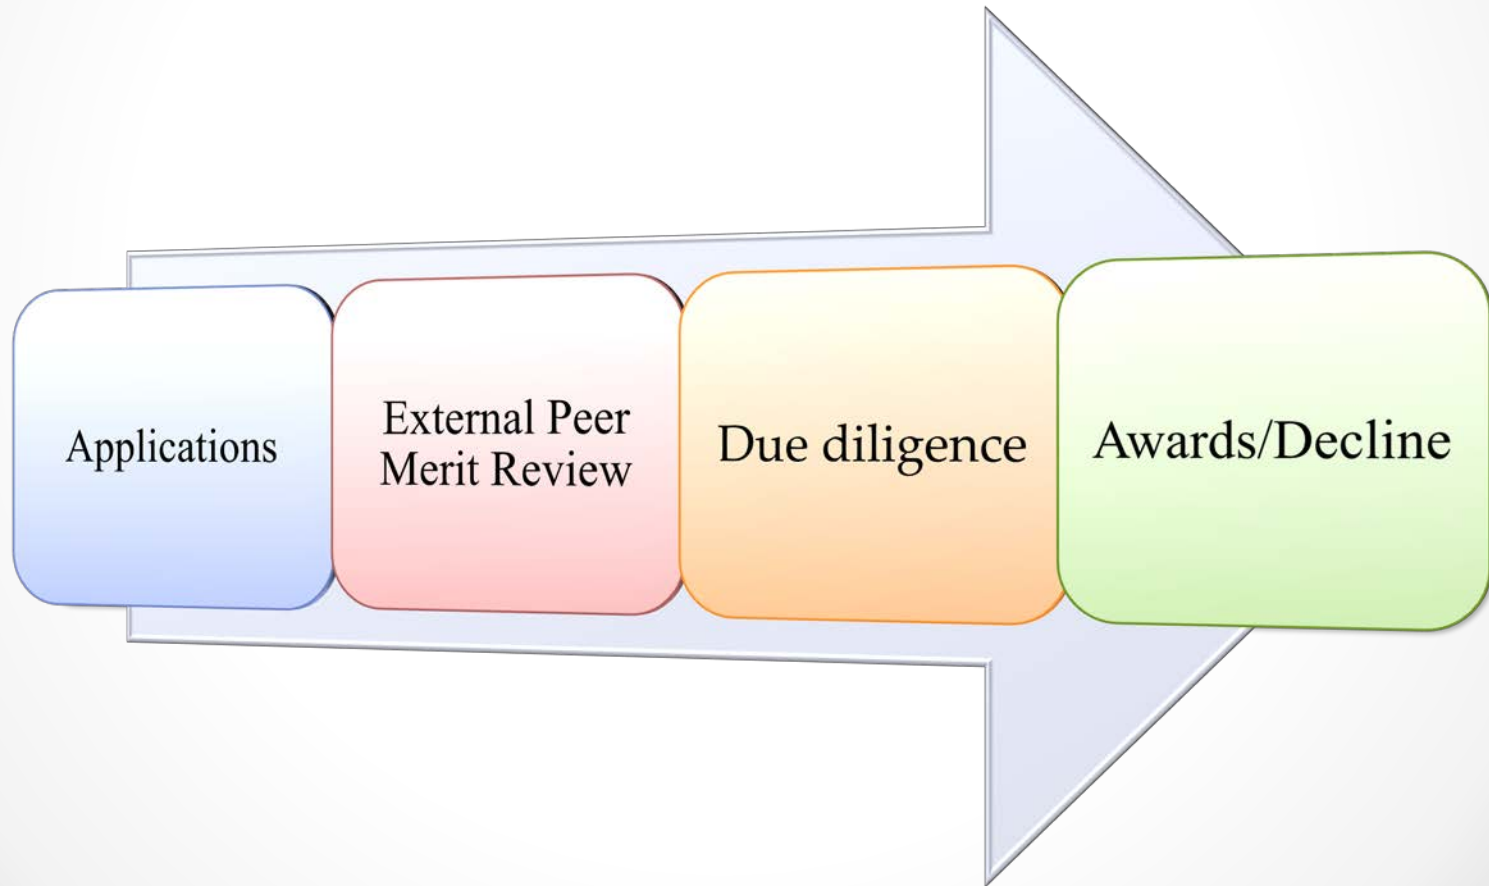 Applications
External Peer
Merit Review
Due diligence
Awards/Decline